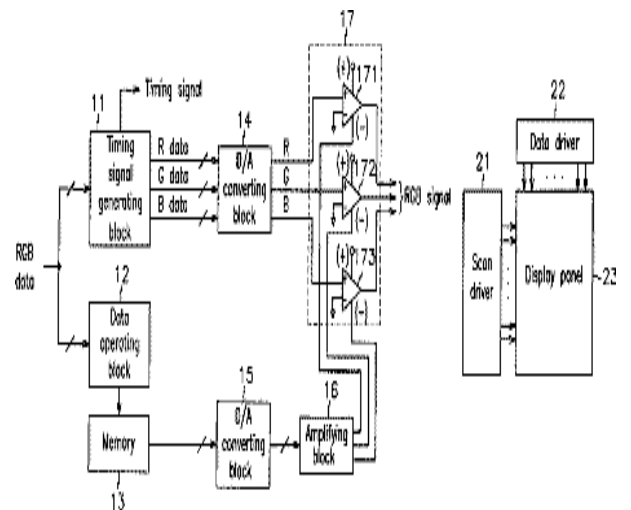 17
Timing signal
(+)
171
11
14
22
Timing signal generating block
R data
G data
B data
D/A converting block
R
G
B
(-)
172
(+)
(-)
173
(+)
(-)
RGB signal
21
Data driver
Scan driver
Display panel
23
RGB data
12
Data operating block
15
16
Memory
D/A converting block
Amplifying block
13